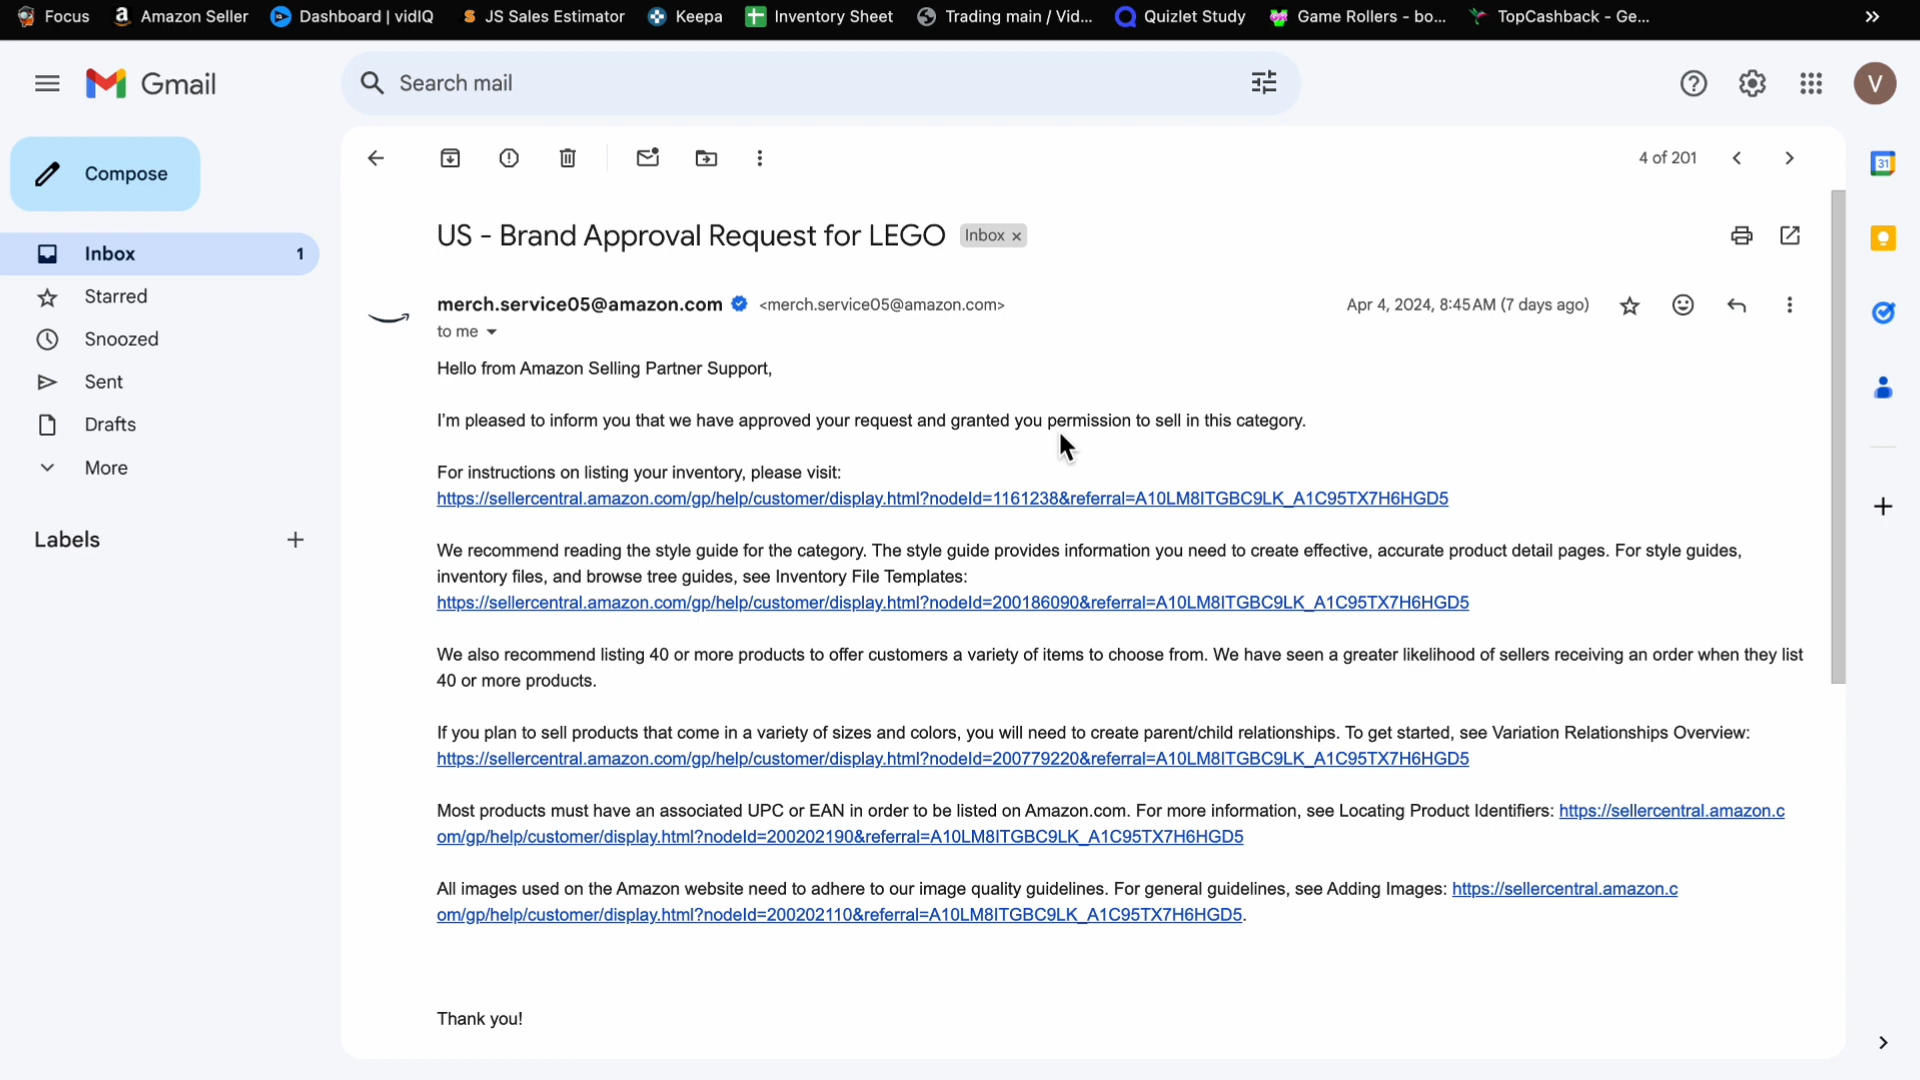 Focus Amazon Seller Dashboard | vidIQ JS Sales Estimator Keepa Inventory Sheet Trading main / Vid... Quizlet Study Game Rollers - bo... TopCashback - Ge... »
Gmail
Search mail
V
Compose
4 of 201
31
US - Brand Approval Request for LEGO Inbox ×
Inbox 1
Starred
Snoozed
Sent
Drafts
More
Labels +
merch.service05@amazon.com <merch.service05@amazon.com> Apr 4, 2024, 8:45 AM (7 days ago)
to me
Hello from Amazon Selling Partner Support,
I'm pleased to inform you that we have approved your request and granted you permission to sell in this category.
For instructions on listing your inventory, please visit:
https://sellercentral.amazon.com/gp/help/customer/display.html?nodeId=1161238&referral=A10LM8ITGBC9LK_A1C95TX7H6HGD5
We recommend reading the style guide for the category. The style guide provides information you need to create effective, accurate product detail pages. For style guides,
inventory files, and browse tree guides, see Inventory File Templates:
https://sellercentral.amazon.com/gp/help/customer/display.html?nodeId=200186090&referral=A10LM8ITGBC9LK_A1C95TX7H6HGD5
We also recommend listing 40 or more products to offer customers a variety of items to choose from. We have seen a greater likelihood of sellers receiving an order when they list
40 or more products.
If you plan to sell products that come in a variety of sizes and colors, you will need to create parent/child relationships. To get started, see Variation Relationships Overview:
https://sellercentral.amazon.com/gp/help/customer/display.html?nodeId=200779220&referral=A10LM8ITGBC9LK_A1C95TX7H6HGD5
Most products must have an associated UPC or EAN in order to be listed on Amazon.com. For more information, see Locating Product Identifiers: https://sellercentral.amazon.c
om/gp/help/customer/display.html?nodeId=200202190&referral=A10LM8ITGBC9LK_A1C95TX7H6HGD5
All images used on the Amazon website need to adhere to our image quality guidelines. For general guidelines, see Adding Images: https://sellercentral.amazon.c
om/gp/help/customer/display.html?nodeId=200202110&referral=A10LM8ITGBC9LK_A1C95TX7H6HGD5.
Thank you!